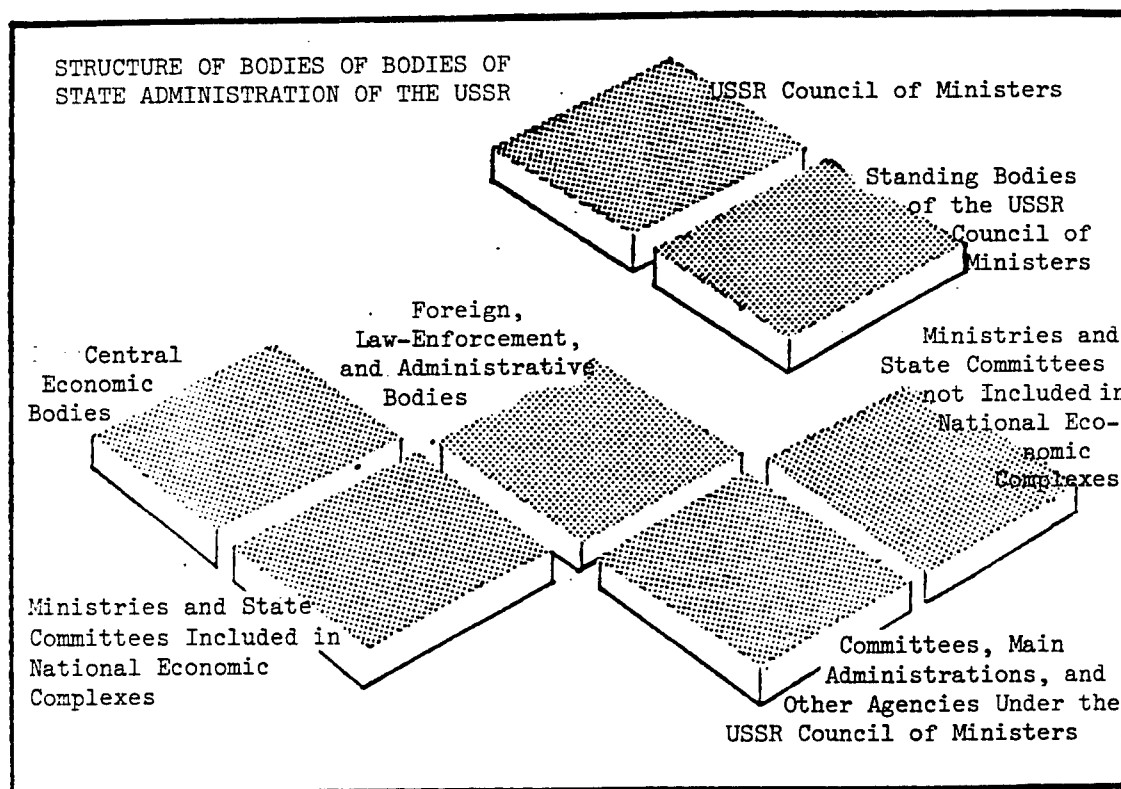 STRUCTURE OF BODIES OF BODIES OF
STATE ADMINISTRATION OF THE USSR
USSR Council of Ministers
Standing Bodies
of the USSR
Council of
Ministers
Foreign,
Law-Enforcement,
and Administrative
Bodies
Central
Economic
Bodies
Ministries and
State Committees
not Included in
National Eco-
nomic
Complexes
Ministries and State
Committees Included in
National Economic
Complexes
Committees, Main
Administrations, and
Other Agencies Under the
USSR Council of Ministers